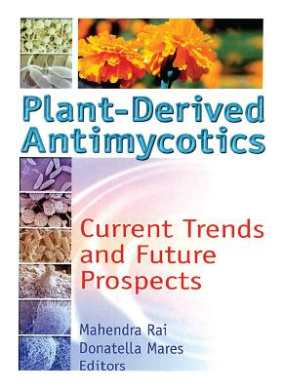 Plant-Derived
Antimycotics
Current Trends
and Future
Prospects
Mahendra Rai
Donatella Mares
Editors